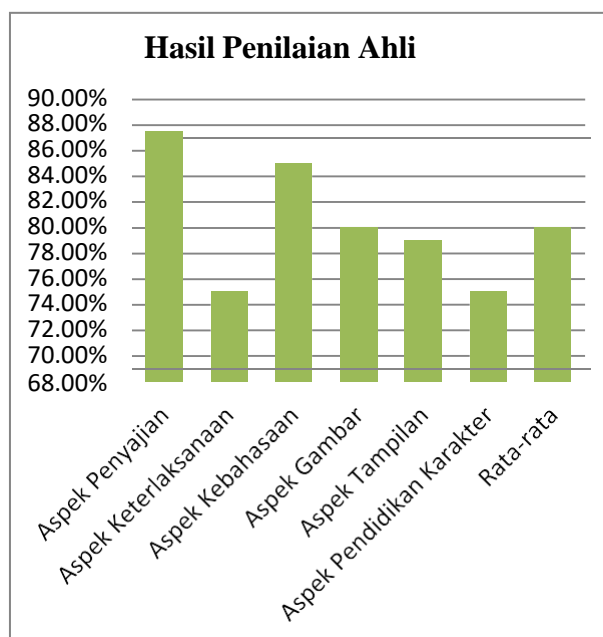 Hasil Penilaian Ahli
90.00%
88.00%
86.00%
84.00%
82.00%
80.00%
78.00%
76.00%
74.00%
72.00%
70.00%
68.00%
Aspek Penyajian
Aspek Keterlaksanaan
Aspek Kebahasaan
Aspek Gambar
Aspek Tampilan
Aspek Pendidikan Karakter
Rata-rata